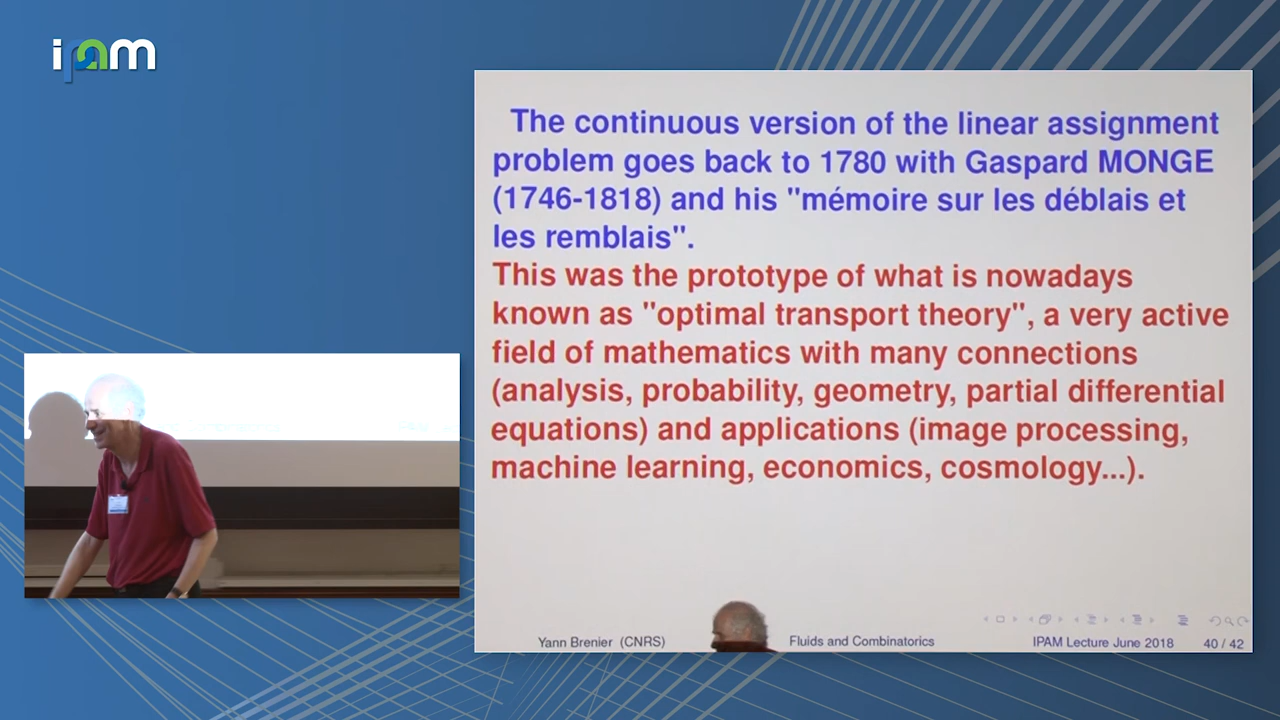 ipam
The continuous version of the linear assignment
problem goes back to 1780 with Gaspard MONGE
(1746-1818) and his "mémoire sur les déblais et
les remblais".
This was the prototype of what is nowadays
known as "optimal transport theory", a very active
field of mathematics with many connections
(analysis, probability, geometry, partial differential
equations) and applications (image processing,
machine learning, economics, cosmology...).
Yann Brenier (CNRS) Fluids and Combinatorics IPAM Lecture June 2018 40 / 42